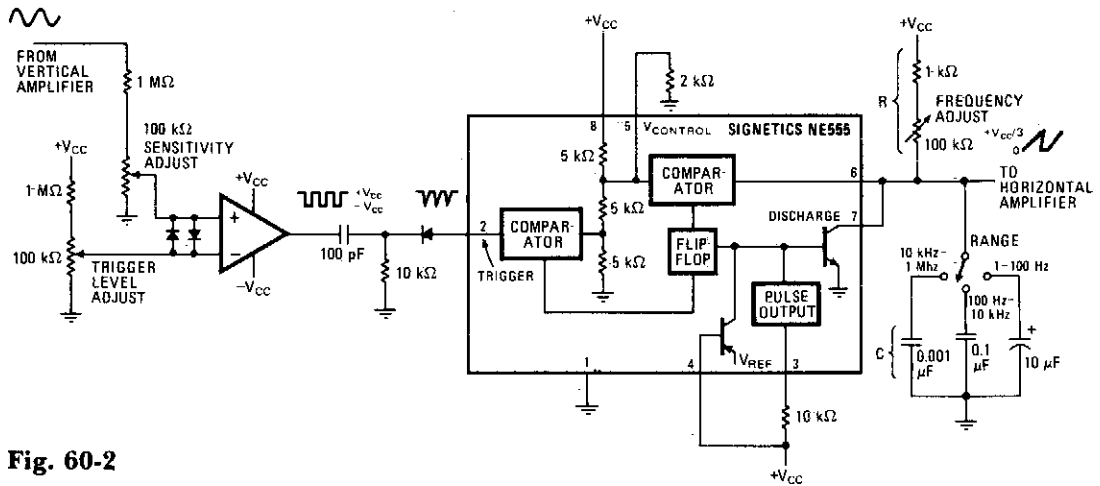 FROM
VERTICAL
AMPLIFIER
1 MΩ
100 kΩ
SENSITIVITY
ADJUST
+VCC
1 MΩ
100 kΩ
TRIGGER
LEVEL ADJUST
+VCC
+
−
−VCC
+Vcc
−Vcc
100 pF
10 kΩ
+VCC
2 kΩ
8
5
VCONTROL
SIGNETICS NE555
5 kΩ
COMPAR-
ATOR
6
5 kΩ
DISCHARGE
7
2
COMPAR-
ATOR
TRIGGER
5 kΩ
FLIP
FLOP
PULSE
OUTPUT
VREF
1
4
3
10 kΩ
+VCC
+VCC
R
1 kΩ
FREQUENCY
ADJUST
100 kΩ
+VCC/3
0
TO
HORIZONTAL
AMPLIFIER
RANGE
10 kHz–
1 Mhz
1–100 Hz
100 Hz–
10 kHz
C
0.001
μF
0.1
μF
+
10 μF
Fig. 60-2